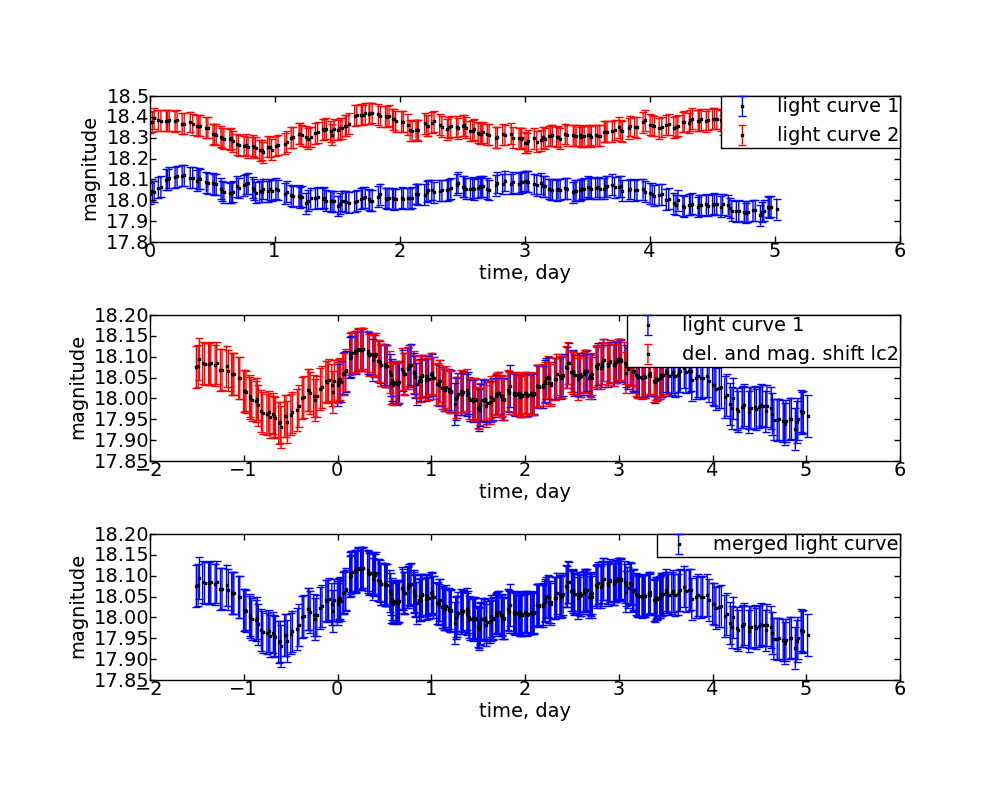 18.5
18.4
18.3
18.2
18.1
18.0
17.9
17.8
magnitude
light curve 1
light curve 2
0 1 2 3 4 5 6
time, day
18.20
18.15
18.10
18.05
18.00
17.95
17.90
17.85
magnitude
light curve 1
del. and mag. shift lc2
−2 −1 0 1 2 3 4 5 6
time, day
18.20
18.15
18.10
18.05
18.00
17.95
17.90
17.85
magnitude
merged light curve
−2 −1 0 1 2 3 4 5 6
time, day